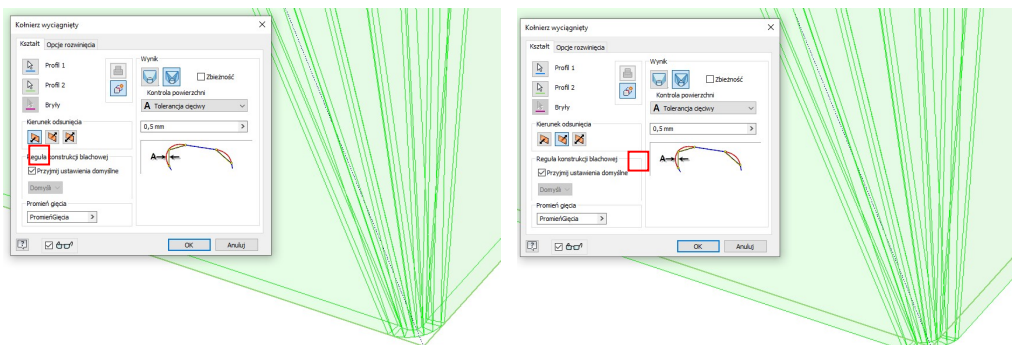 Kołnierz wyciągnięty
Kształt Opcje rozwinięcia
Profil 1
Profil 2
Bryły
Kierunek odsunięcia
Reguła konstrukcji blachowej
Przyjmij ustawienia domyślne
Domyśli
Promień gięcia
PromieńGięcia
Wynik
Zbieżność
Kontrola powierzchni
A Tolerancja cięciwy
0,5 mm
A
OK Anuluj
Kołnierz wyciągnięty
Kształt Opcje rozwinięcia
Profil 1
Profil 2
Bryły
Kierunek odsunięcia
Reguła konstrukcji blachowej
Przyjmij ustawienia domyślne
Domyśli
Promień gięcia
PromieńGięcia
Wynik
Zbieżność
Kontrola powierzchni
A Tolerancja cięciwy
0,5 mm
A
OK Anuluj